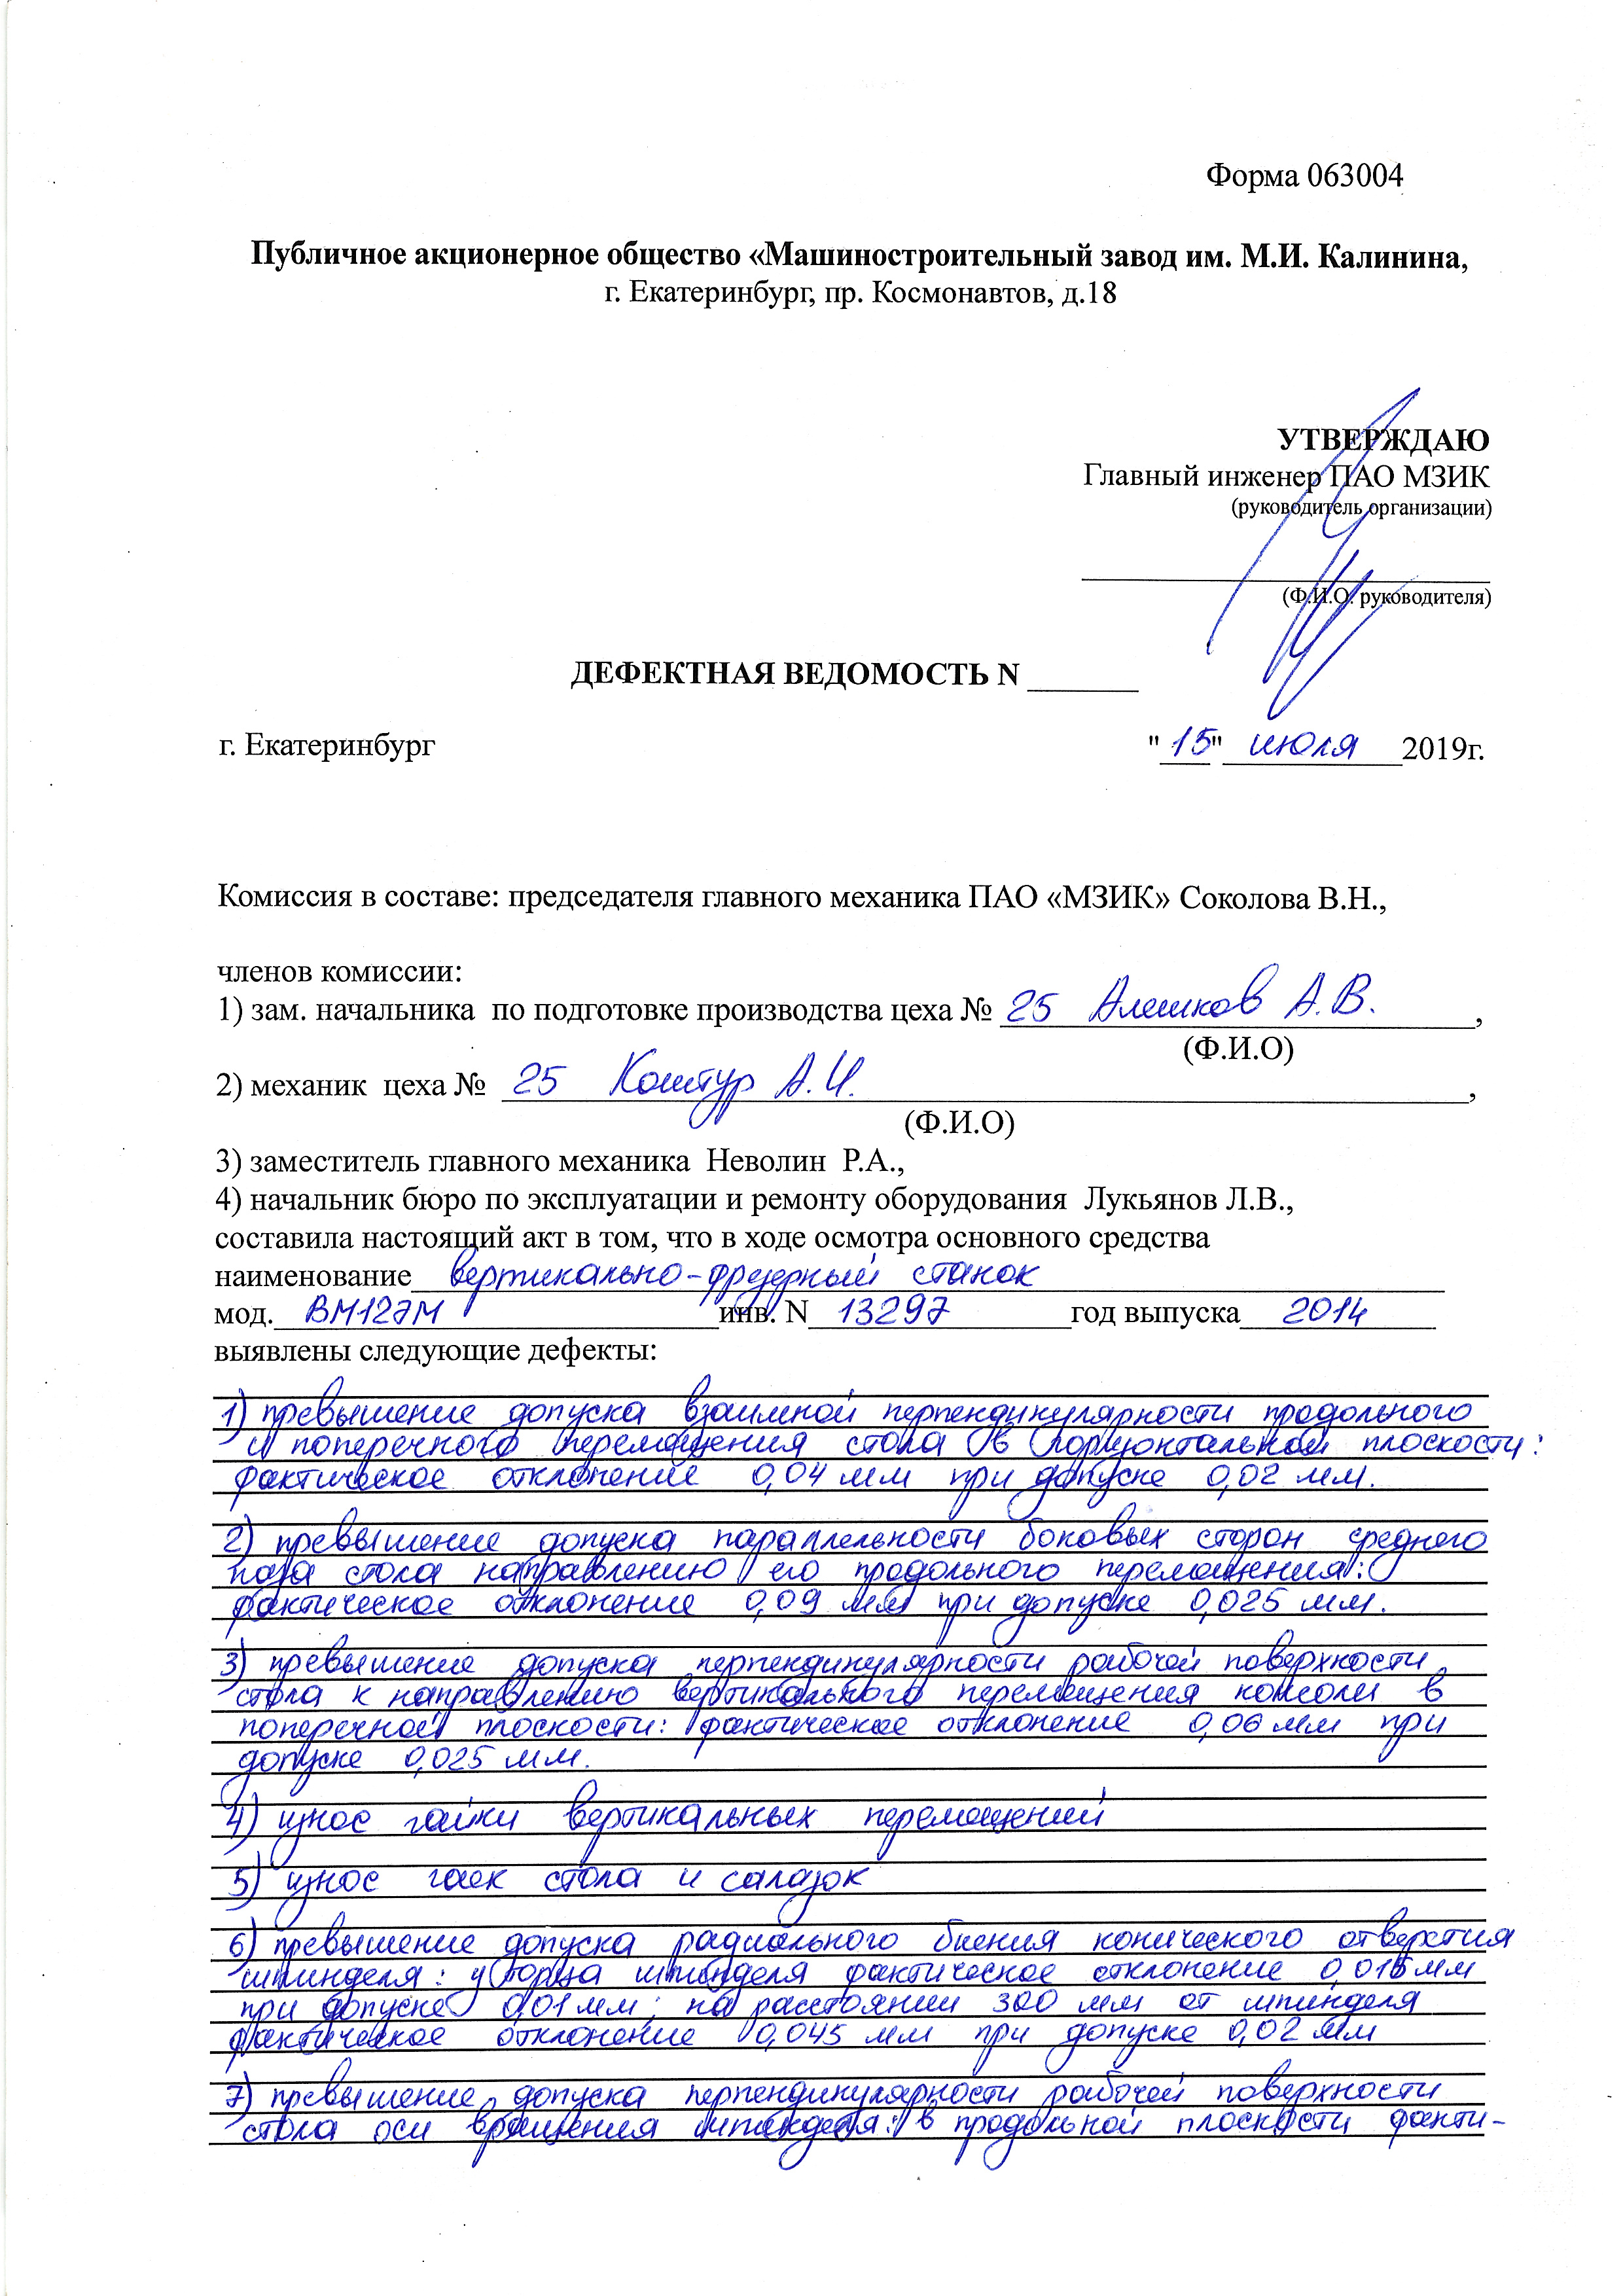 Форма 063004
Публичное акционерное общество «Машиностроительный завод им. М.И. Калинина,
г. Екатеринбург, пр. Космонавтов, д.18
УТВЕРЖДАЮ
Главный инженер ПАО МЗИК
(руководитель организации)
(Ф.И.О. руководителя)
ДЕФЕКТНАЯ ВЕДОМОСТЬ N _______
г. Екатеринбург "15" июля 2019г.
Комиссия в составе: председателя главного механика ПАО «МЗИК» Соколова В.Н.,
членов комиссии:
1) зам. начальника по подготовке производства цеха № 25 Алешков А.В.,
(Ф.И.О)
2) механик цеха № 25 Коштур А.И.,
(Ф.И.О)
3) заместитель главного механика Неволин Р.А.,
4) начальник бюро по эксплуатации и ремонту оборудования Лукьянов Л.В.,
составила настоящий акт в том, что в ходе осмотра основного средства
наименование вертикально-фрезерный станок
мод. ВМ127М инв. N 13297 год выпуска 2014
выявлены следующие дефекты:
1) превышение допуска взаимной перпендикулярности продольного
и поперечного перемещения стола в горизонтальной плоскости:
фактическое отклонение 0,04 мм при допуске 0,02 мм.
2) превышение допуска параллельности боковых сторон среднего
паза стола направлению его продольного перемещения:
фактическое отклонение 0,09 мм при допуске 0,025 мм.
3) превышение допуска перпендикулярности рабочей поверхности
стола к направлению вертикального перемещения консоли в
поперечной плоскости: фактическое отклонение 0,06 мм при
допуске 0,025 мм.
4) износ гайки вертикальных перемещений
5) износ гаек стола и салазок
6) превышение допуска радиального биения конического отверстия
шпинделя: у торца шпинделя фактическое отклонение 0,015 мм
при допуске 0,01 мм; на расстоянии 300 мм от шпинделя
фактическое отклонение 0,045 мм при допуске 0,02 мм
7) превышение допуска перпендикулярности рабочей поверхности
стола оси вращения шпинделя: в продольной плоскости факти-